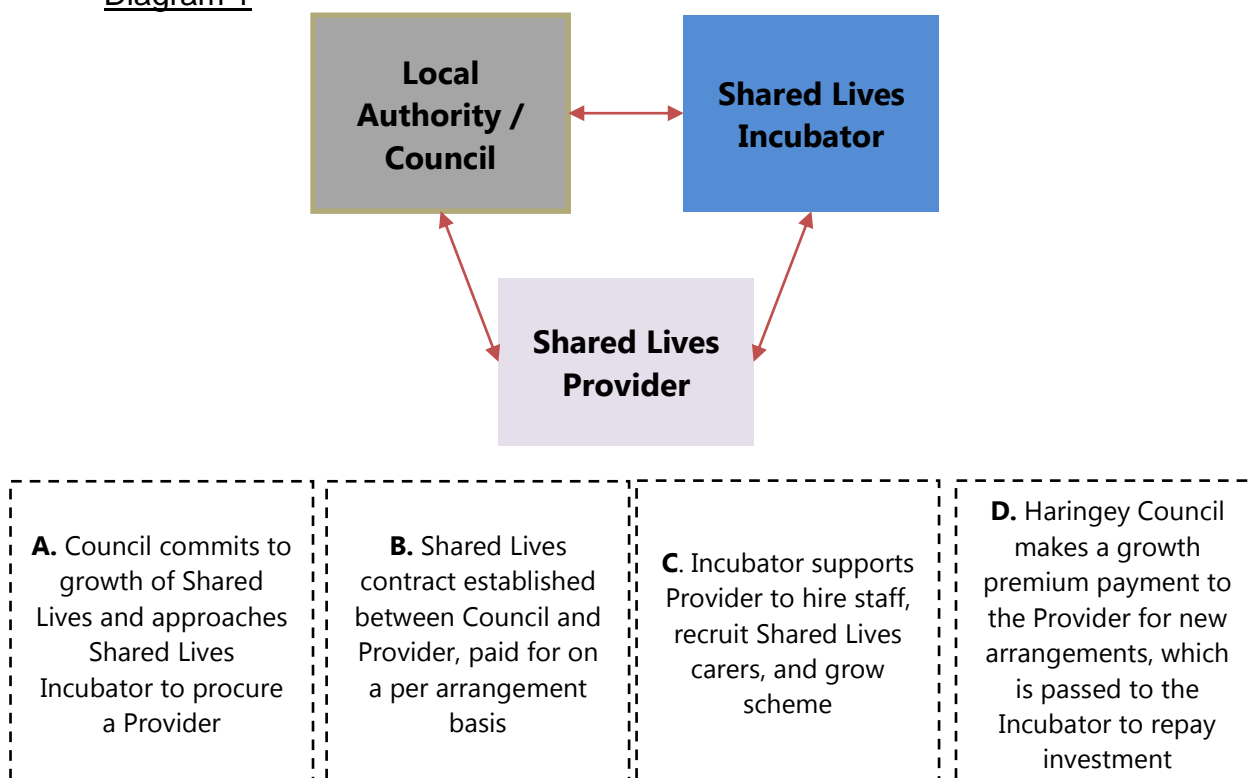 Diagram 1
Local
Authority /
Council
Shared Lives
Incubator
Shared Lives
Provider
A. Council commits to
growth of Shared
Lives and approaches
Shared Lives
Incubator to procure
a Provider
B. Shared Lives
contract established
between Council and
Provider, paid for on
a per arrangement
basis
C. Incubator supports
Provider to hire staff,
recruit Shared Lives
carers, and grow
scheme
D. Haringey Council
makes a growth
premium payment to
the Provider for new
arrangements, which
is passed to the
Incubator to repay
investment